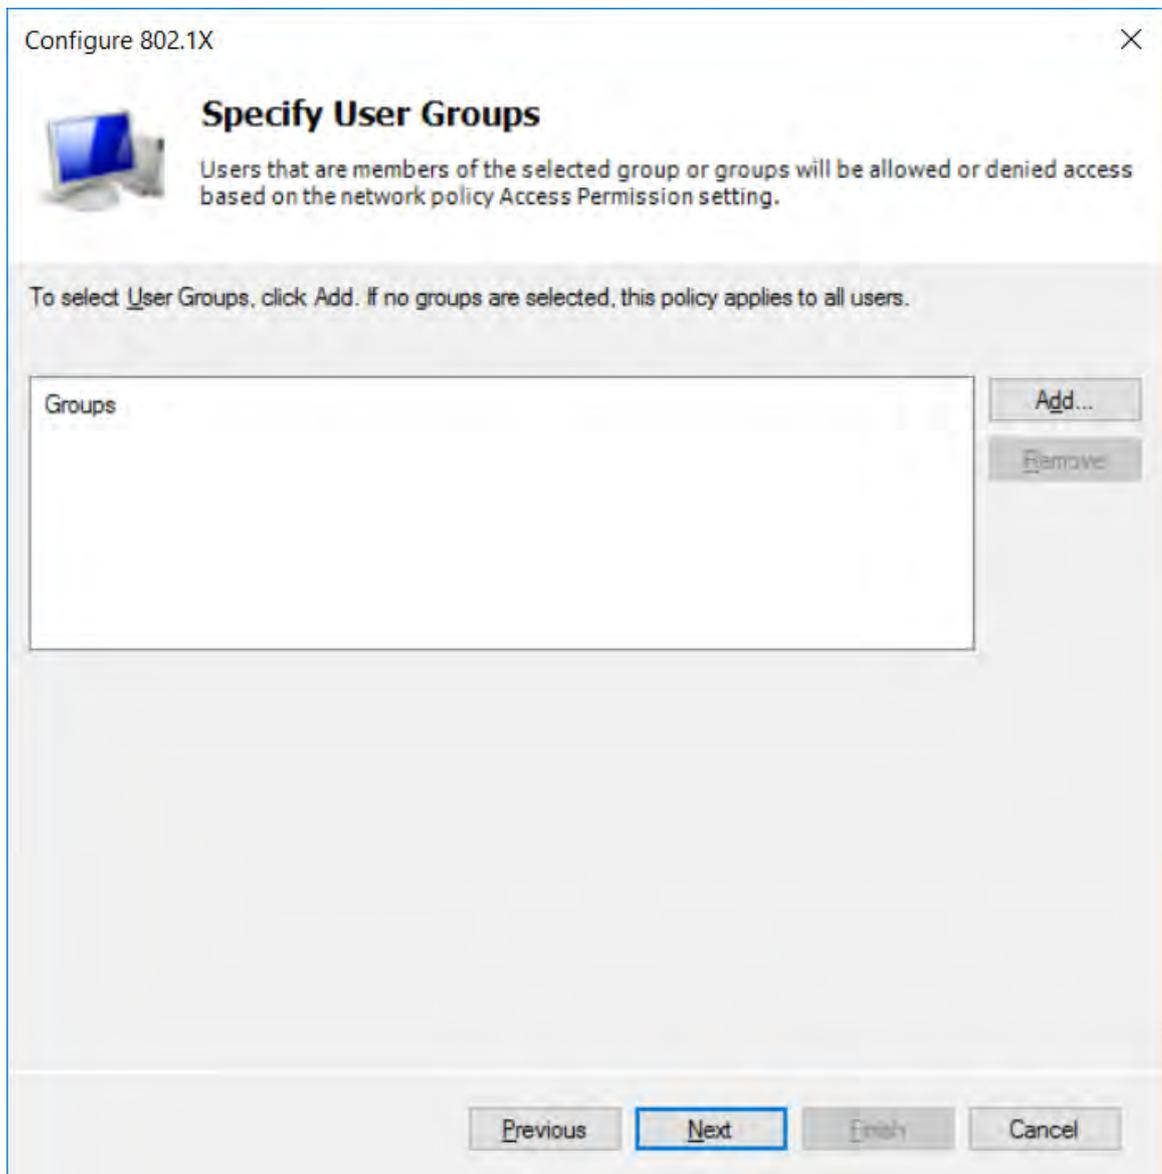 Configure 802.1X
Specify User Groups
Users that are members of the selected group or groups will be allowed or denied access
based on the network policy Access Permission setting.
To select User Groups, click Add. If no groups are selected, this policy applies to all users.
Groups
Add...
Remove
Previous
Next
Finish
Cancel